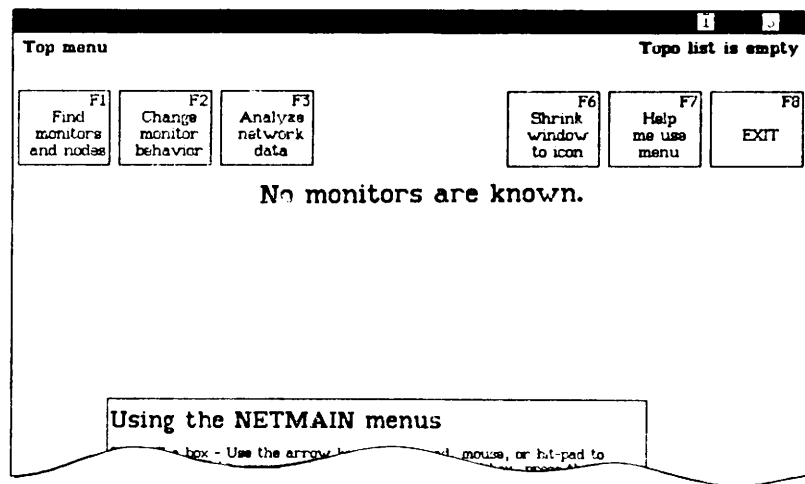 Top menu
Topo list is empty
F1
Find
monitors
and nodes
F2
Change
monitor
behavior
F3
Analyze
network
data
F6
Shrink
window
to icon
F7
Help
me use
menu
F8
EXIT
No monitors are known.
Using the NETMAIN menus
box - Use the arrow mouse, or hit-pad to